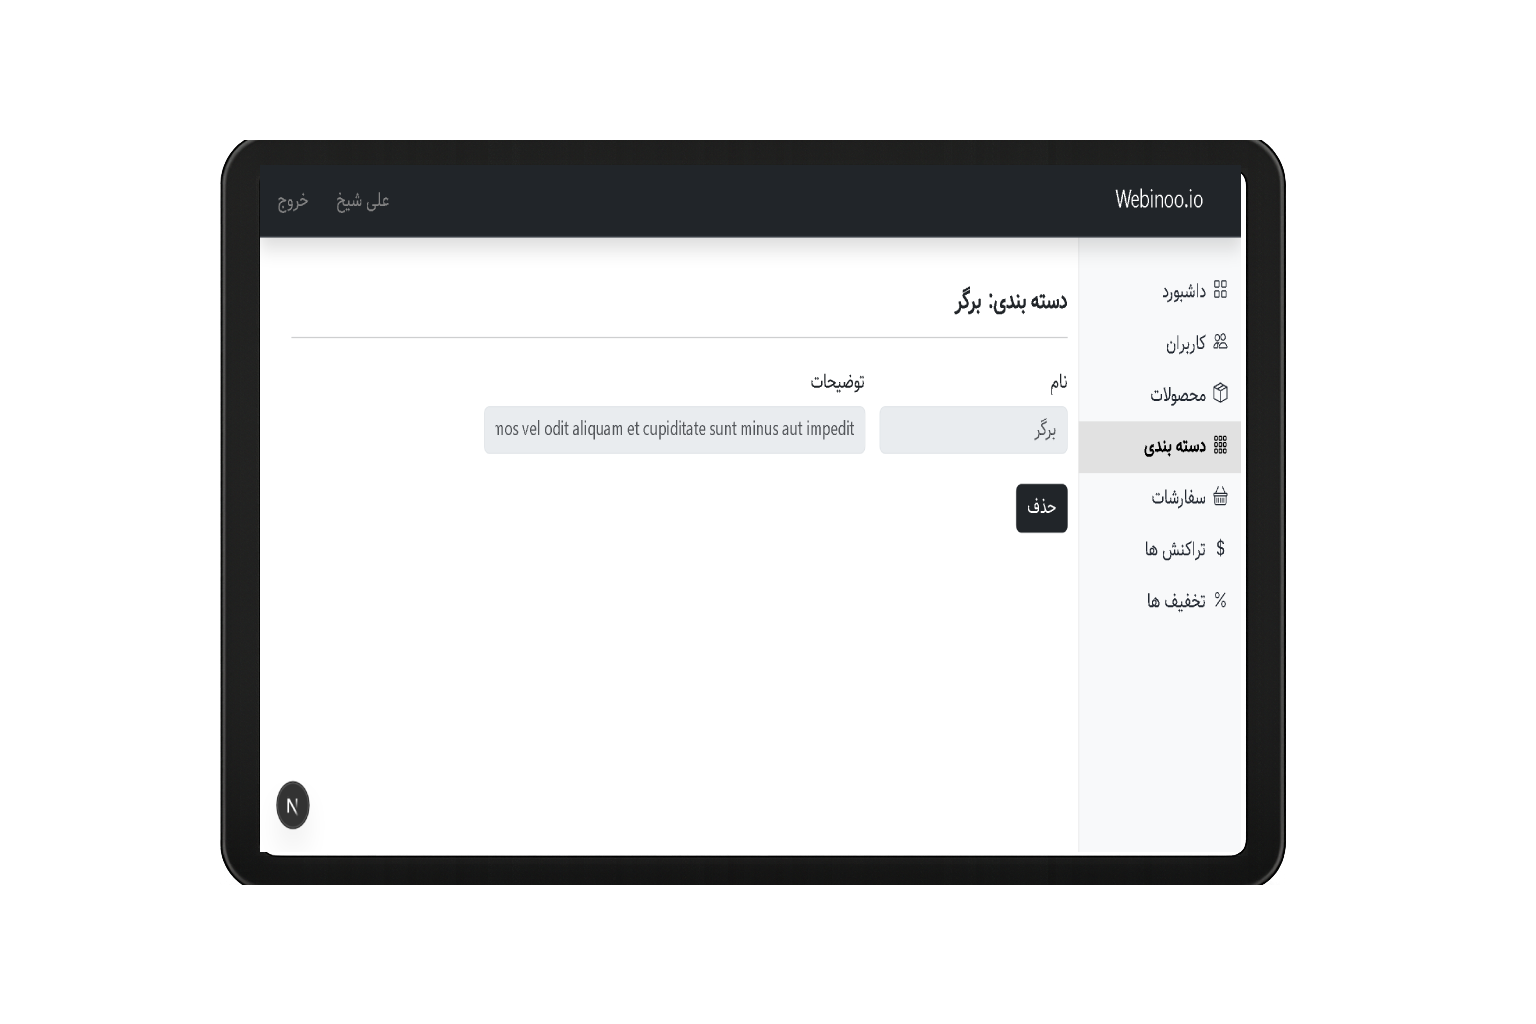 Webinoo.io
علی شیخ
خروج
داشبورد
کاربران
محصولات
دسته بندی
سفارشات
$ تراکنش ها
% تخفیف ها
دسته بندی: برگر
نام
توضیحات
برگر
vel odit aliquam et cupiditate sunt minus aut impedit
حذف
N